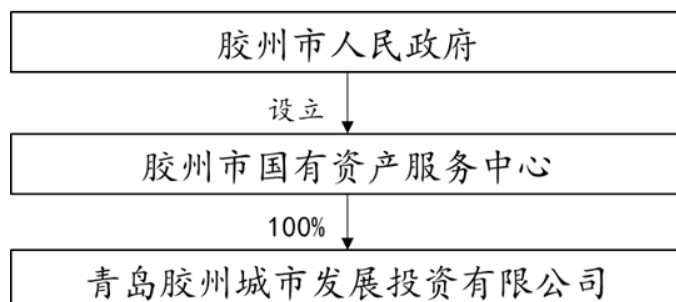 胶州市人民政府
设立
胶州市国有资产服务中心
100%
青岛胶州城市发展投资有限公司